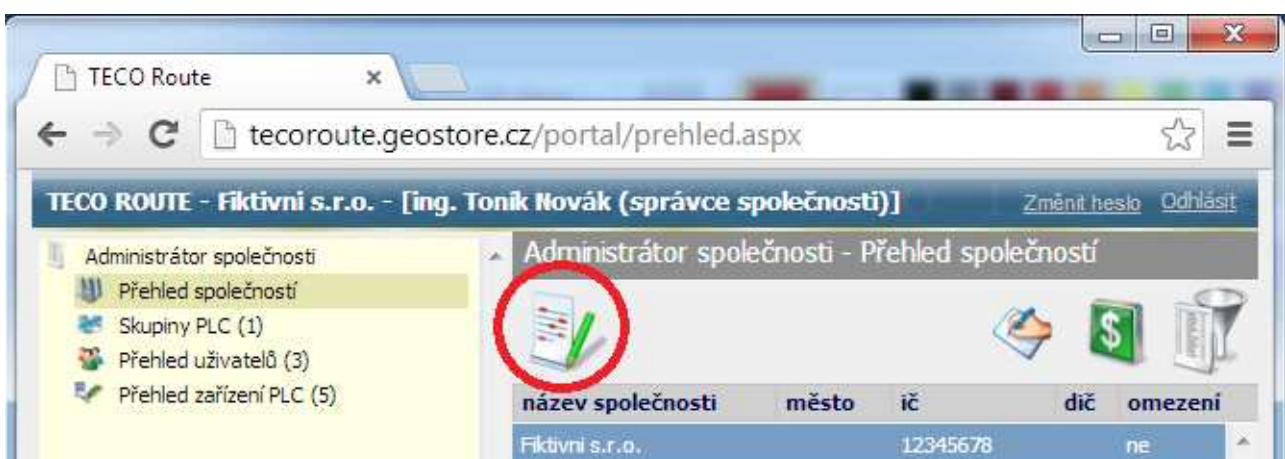 TECO Route
tecoroute.geostore.cz/portal/prehled.aspx
TECO ROUTE - Fiktivni s.r.o. - [ing. Toník Novák (správce společnosti)] Změnit heslo Odhlásit
Administrátor společnosti
Přehled společností
Skupiny PLC (1)
Přehled uživatelů (3)
Přehled zařízení PLC (5)
Administrátor společnosti - Přehled společností
název společnosti město ič dič omezení
Fiktivni s.r.o. 12345678 ne